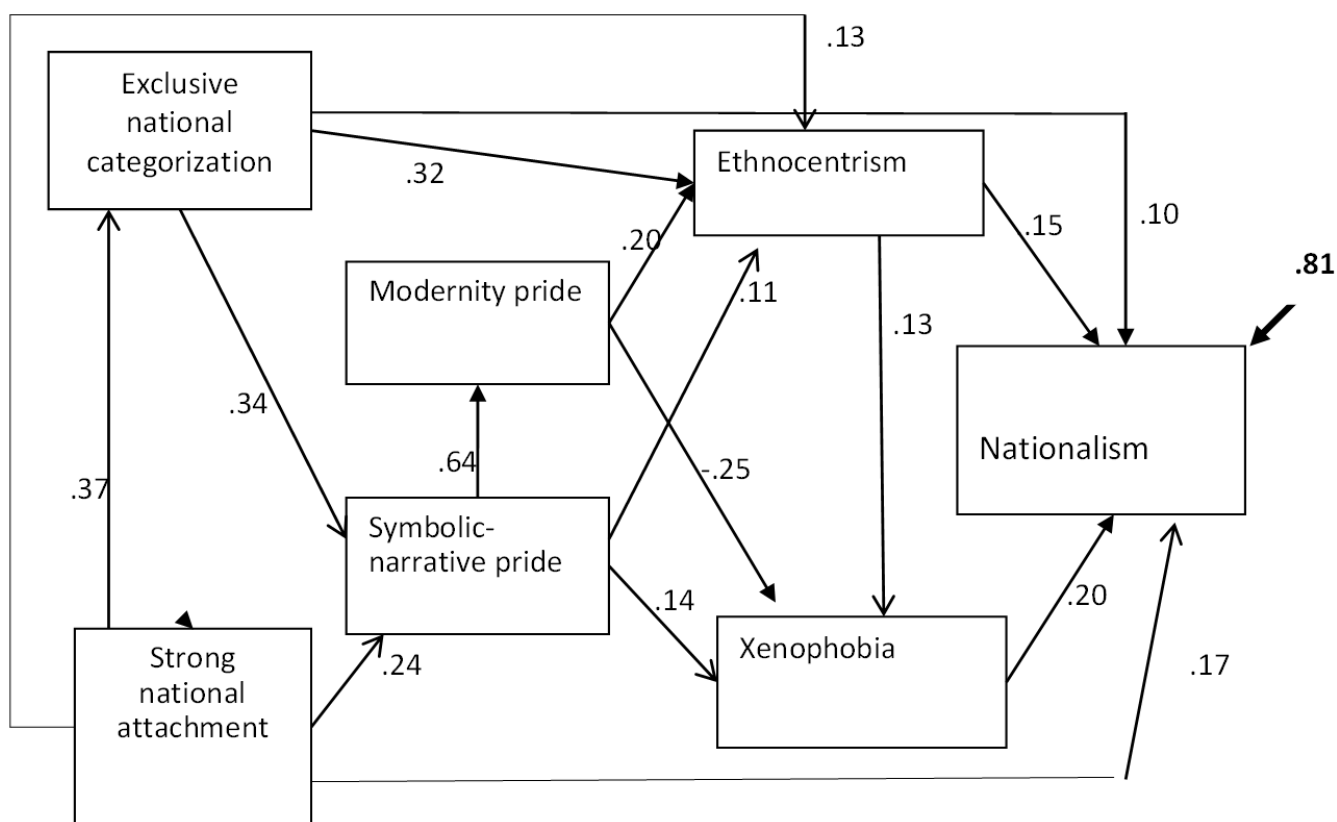 .13
Exclusive
national
categorization
.32
Ethnocentrism
.20
.15
.10
.81
Modernity pride
.11
.13
.34
.64
-.25
Nationalism
.37
Symbolic-
narrative pride
.14
.20
Xenophobia
.17
Strong
national
attachment
.24